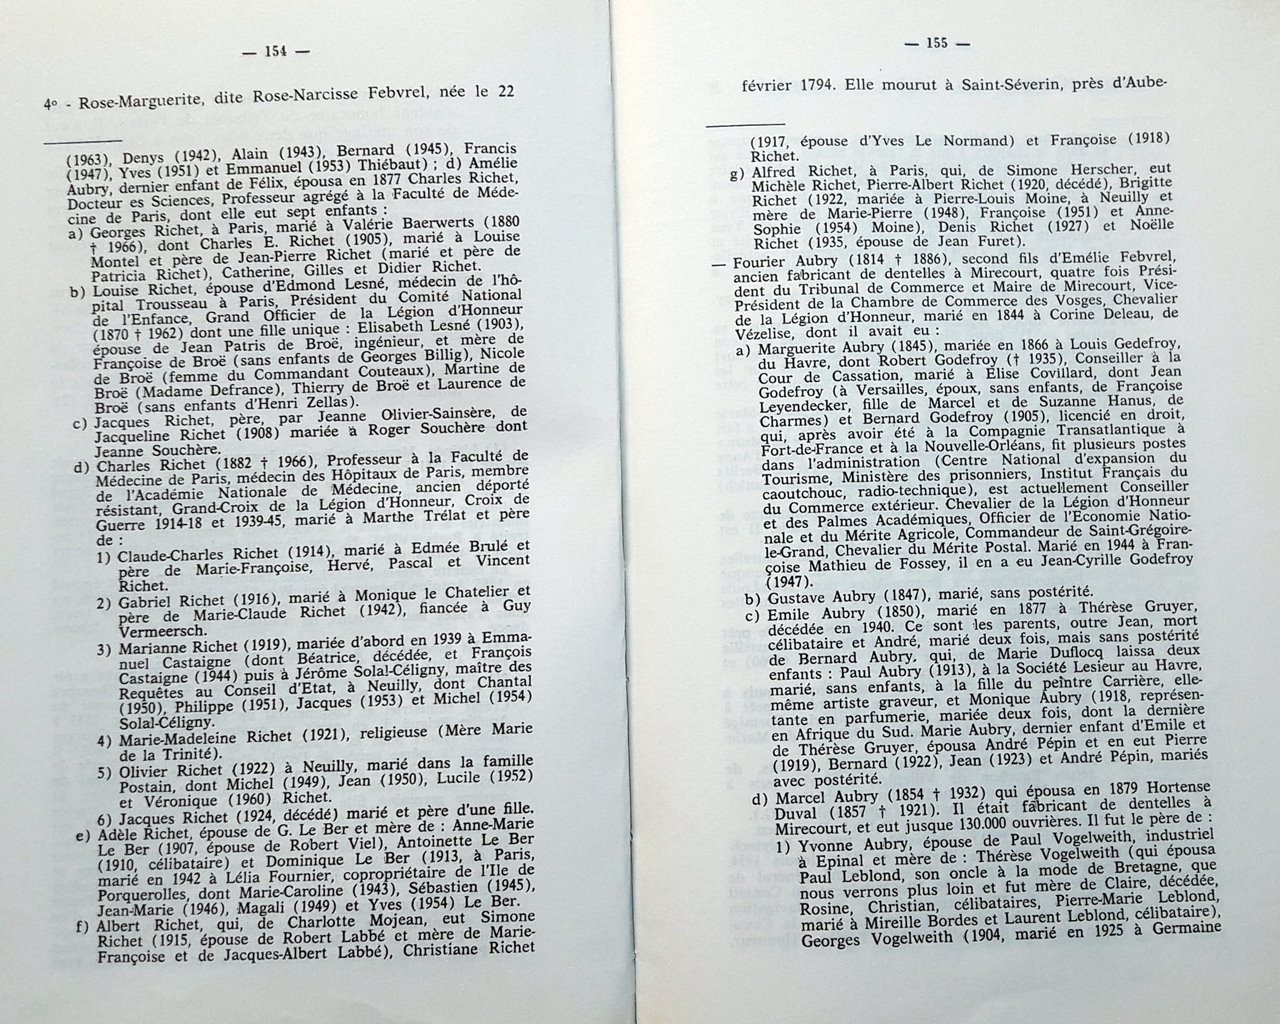 — 154 —
4º - Rose-Marguerite, dite Rose-Narcisse Febvrel, née le 22
(1963), Denys (1942), Alain (1943), Bernard (1945), Francis
(1947), Yves (1951) et Emmanuel (1953) Thiébaut) ; d) Amélie
Aubry, dernier enfant de Félix, épousa en 1877 Charles Richet,
Docteur es Sciences, Professeur agrégé à la Faculté de Méde-
cine de Paris, dont elle eut sept enfants :
a) Georges Richet, à Paris, marié à Valérie Baerwerts (1880
† 1966), dont Charles E. Richet (1905), marié à Louise
Montel et père de Jean-Pierre Richet (marié et père de
Patricia Richet), Catherine, Gilles et Didier Richet.
b) Louise Richet, épouse d'Edmond Lesné, médecin de l'hô-
pital Trousseau à Paris, Président du Comité National
de l'Enfance, Grand Officier de la Légion d'Honneur
(1870 † 1962) dont une fille unique : Elisabeth Lesné (1903),
épouse de Jean Patris de Broë, ingénieur, et mère de
Françoise de Broë (sans enfants de Georges Billig), Nicole
de Broë (femme du Commandant Couteaux), Martine de
Broë (Madame Defrance), Thierry de Broë et Laurence de
Broë (sans enfants d'Henri Zellas).
c) Jacques Richet, père, par Jeanne Olivier-Sainsère, de
Jacqueline Richet (1908) mariée à Roger Souchère dont
Jeanne Souchère.
d) Charles Richet (1882 † 1966), Professeur à la Faculté de
Médecine de Paris, médecin des Hôpitaux de Paris, membre
de l'Académie Nationale de Médecine, ancien déporté
résistant, Grand-Croix de la Légion d'Honneur, Croix de
Guerre 1914-18 et 1939-45, marié à Marthe Trélat et père
de :
1) Claude-Charles Richet (1914), marié à Edmée Brulé et
père de Marie-Françoise, Hervé, Pascal et Vincent
Richet.
2) Gabriel Richet (1916), marié à Monique le Chatelier et
père de Marie-Claude Richet (1942), fiancée à Guy
Vermeersch.
3) Marianne Richet (1919), mariée d'abord en 1939 à Emma-
nuel Castaigne (dont Béatrice, décédée, et François
Castaigne (1944) puis à Jérôme Solal-Céligny, maître des
Requêtes au Conseil d'Etat, à Neuilly, dont Chantal
(1950), Philippe (1951), Jacques (1953) et Michel (1954)
Solal-Céligny.
4) Marie-Madeleine Richet (1921), religieuse (Mère Marie
de la Trinité).
5) Olivier Richet (1922) à Neuilly, marié dans la famille
Postain, dont Michel (1949), Jean (1950), Lucile (1952)
et Véronique (1960) Richet.
6) Jacques Richet (1924, décédé) marié et père d'une fille.
e) Adèle Richet, épouse de G. Le Ber et mère de : Anne-Marie
Le Ber (1907, épouse de Robert Viel), Antoinette Le Ber
(1910, célibataire) et Dominique Le Ber (1913, à Paris,
marié en 1942 à Lélia Fournier, copropriétaire de l'Ile de
Porquerolles, dont Marie-Caroline (1943), Sébastien (1945),
Jean-Marie (1946), Magali (1949) et Yves (1954) Le Ber.
f) Albert Richet, qui, de Charlotte Mojean, eut Simone
Richet (1915, épouse de Robert Labbé et mère de Marie-
Françoise et de Jacques-Albert Labbé), Christiane Richet
— 155 —
février 1794. Elle mourut à Saint-Séverin, près d'Aube-
(1917, épouse d'Yves Le Normand) et Françoise (1918)
Richet.
g) Alfred Richet, à Paris, qui, de Simone Herscher, eut
Michèle Richet, Pierre-Albert Richet (1920, décédé), Brigitte
Richet (1922, mariée à Pierre-Louis Moine, à Neuilly et
mère de Marie-Pierre (1948), Françoise (1951) et Anne-
Sophie (1954) Moine), Denis Richet (1927) et Noëlle
Richet (1935, épouse de Jean Furet).
— Fourier Aubry (1814 † 1886), second fils d'Emélie Febvrel,
ancien fabricant de dentelles à Mirecourt, quatre fois Prési-
dent du Tribunal de Commerce et Maire de Mirecourt, Vice-
Président de la Chambre de Commerce des Vosges, Chevalier
de la Légion d'Honneur, marié en 1844 à Corine Deleau, de
Vézelise, dont il avait eu :
a) Marguerite Aubry (1845), mariée en 1866 à Louis Gedefroy,
du Havre, dont Robert Godefroy († 1935), Conseiller à la
Cour de Cassation, marié à Elise Covillard, dont Jean
Godefroy (à Versailles, époux, sans enfants, de Françoise
Leyendecker, fille de Marcel et de Suzanne Hanus, de
Charmes) et Bernard Godefroy (1905), licencié en droit,
qui, après avoir été à la Compagnie Transatlantique à
Fort-de-France et à la Nouvelle-Orléans, fit plusieurs postes
dans l'administration (Centre National d'expansion du
Tourisme, Ministère des prisonniers, Institut Français du
caoutchouc, radio-technique), est actuellement Conseiller
du Commerce extérieur. Chevalier de la Légion d'Honneur
et des Palmes Académiques, Officier de l'Economie Natio-
nale et du Mérite Agricole, Commandeur de Saint-Grégoire-
le-Grand, Chevalier du Mérite Postal. Marié en 1944 à Fran-
çoise Mathieu de Fossey, il en a eu Jean-Cyrille Godefroy
(1947).
b) Gustave Aubry (1847), marié, sans postérité.
c) Emile Aubry (1850), marié en 1877 à Thérèse Gruyer,
décédée en 1940. Ce sont les parents, outre Jean, mort
célibataire et André, marié deux fois, mais sans postérité
de Bernard Aubry, qui, de Marie Duflocq laissa deux
enfants : Paul Aubry (1913), à la Société Lesieur au Havre,
marié, sans enfants, à la fille du peintre Carrière, elle-
même artiste graveur, et Monique Aubry (1918, représen-
tante en parfumerie, mariée deux fois, dont la dernière
en Afrique du Sud. Marie Aubry, dernier enfant d'Emile et
de Thérèse Gruyer, épousa André Pépin et en eut Pierre
(1919), Bernard (1922), Jean (1923) et André Pépin, mariés
avec postérité.
d) Marcel Aubry (1854 † 1932) qui épousa en 1879 Hortense
Duval (1857 † 1921). Il était fabricant de dentelles à
Mirecourt, et eut jusque 130.000 ouvrières. Il fut le père de :
1) Yvonne Aubry, épouse de Paul Vogelweith, industriel
à Epinal et mère de : Thérèse Vogelweith (qui épousa
Paul Leblond, son oncle à la mode de Bretagne, que
nous verrons plus loin et fut mère de Claire, décédée,
Rosine, Christian, célibataires, Pierre-Marie Leblond,
marié à Mireille Bordes et Laurent Leblond, célibataire),
Georges Vogelweith (1904, marié en 1925 à Germaine